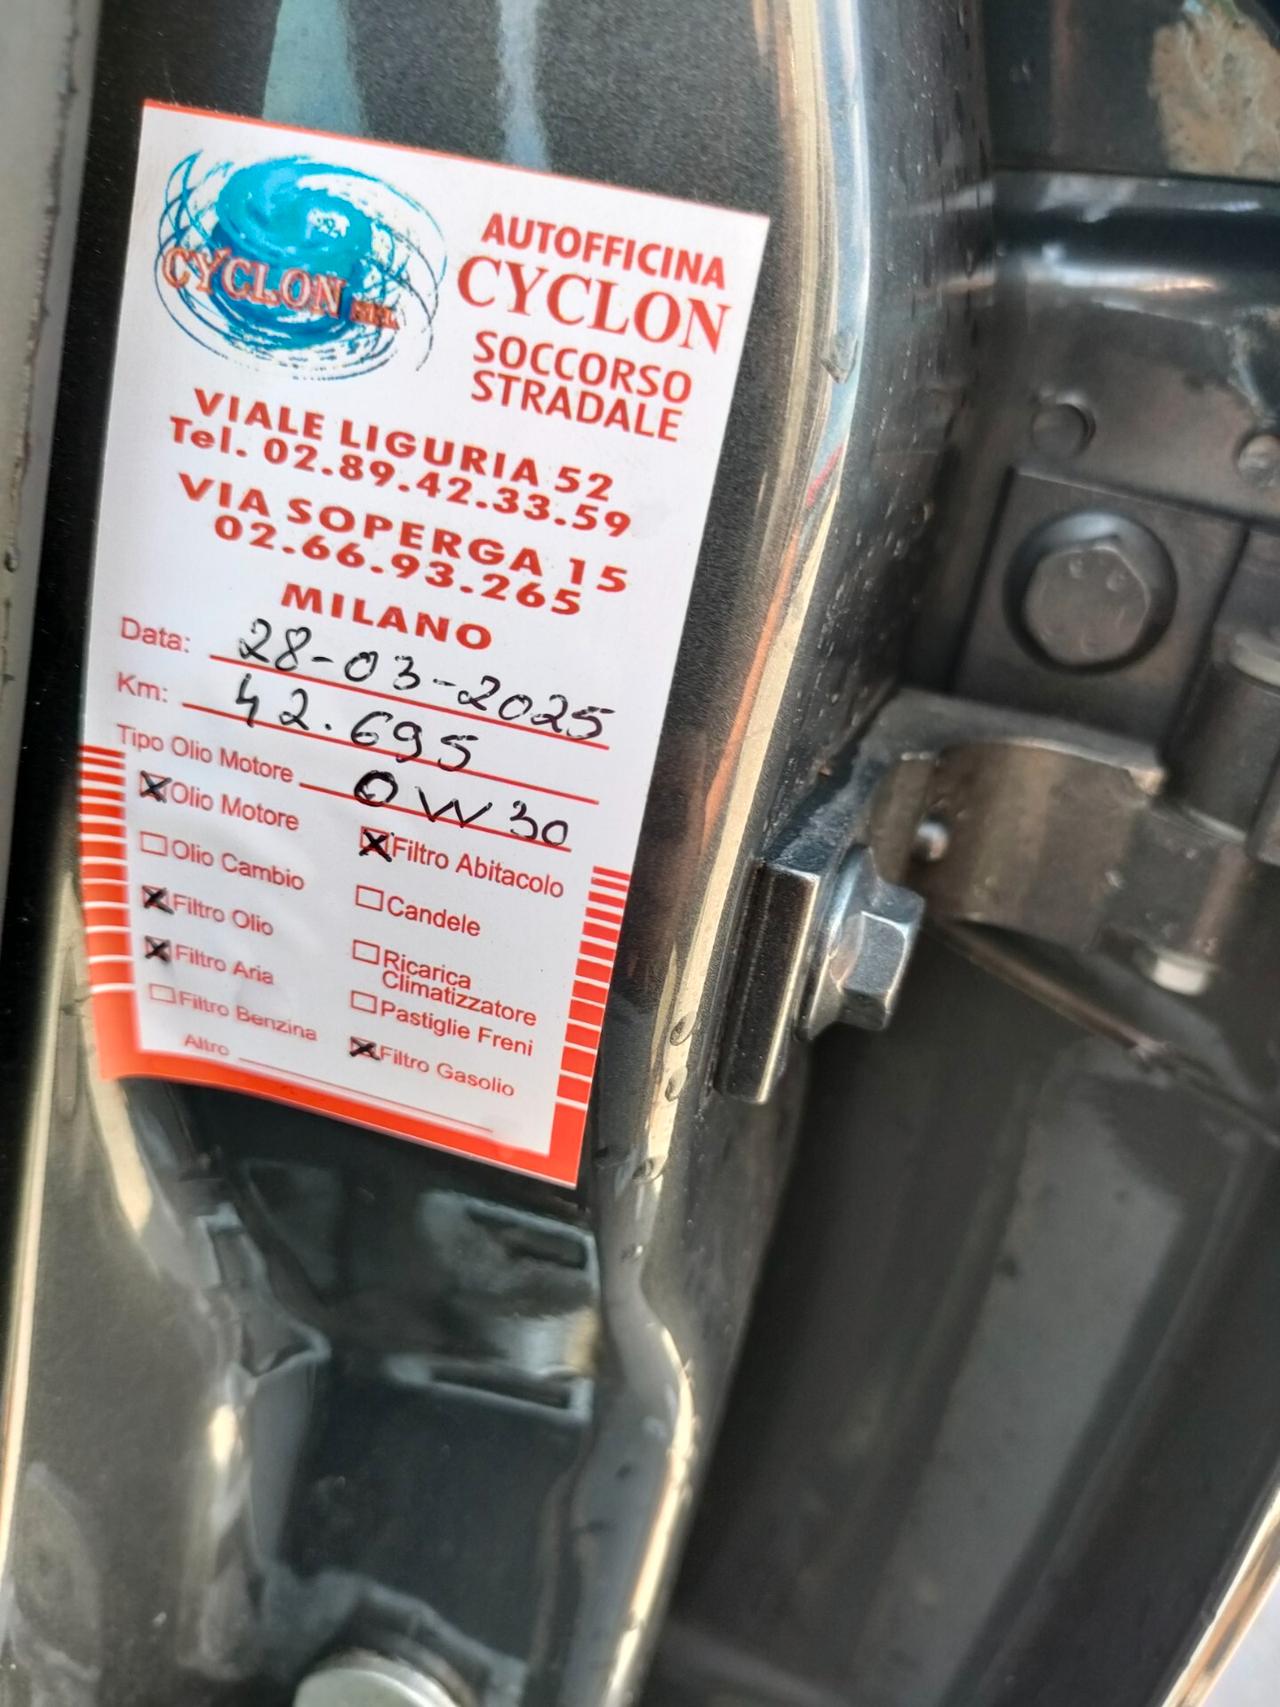 CYCLON SRL
AUTOFFICINA
CYCLON
SOCCORSO
STRADALE
VIALE LIGURIA 52
Tel. 02.89.42.33.59
VIA SOPERGA 15
02.66.93.265
MILANO
Data: 28-03-2025
Km: 42.695
Tipo Olio Motore 0W30
Olio Motore
Filtro Abitacolo
Olio Cambio
Candele
Filtro Olio
Ricarica
Climatizzatore
Filtro Aria
Pastiglie Freni
Filtro Benzina
Filtro Gasolio
Altro